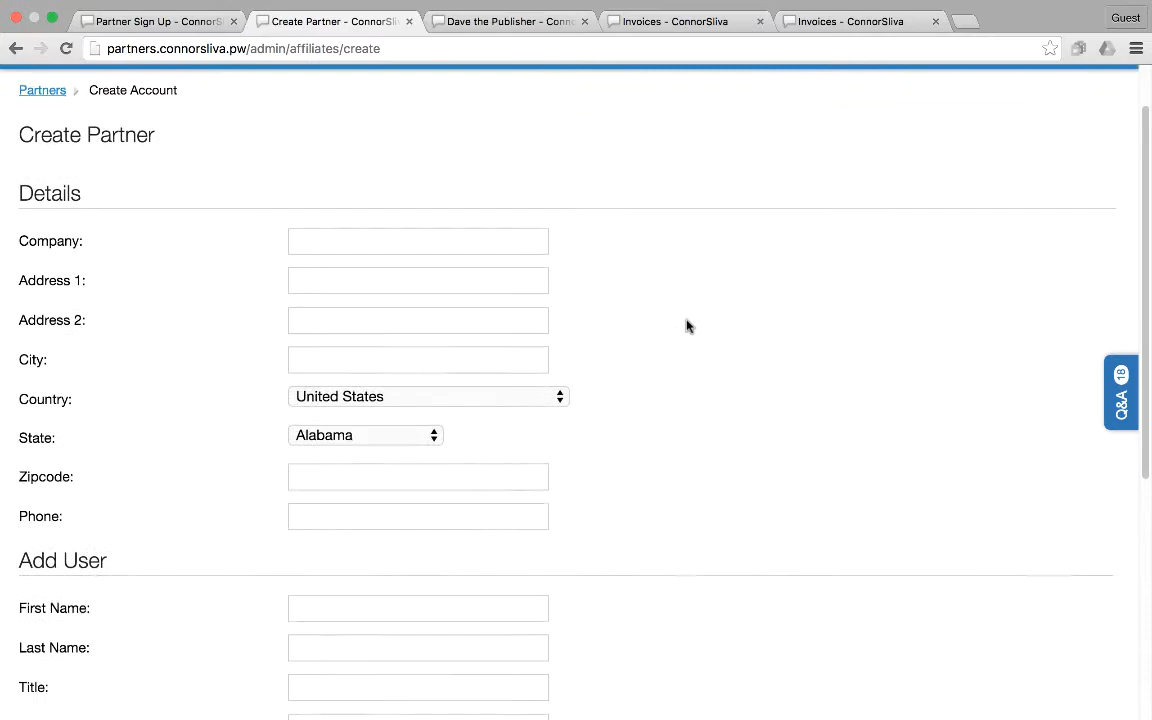 Partner Sign Up - ConnorS
Create Partner - ConnorSli
Dave the Publisher - Conn
Invoices - ConnorSliva
Invoices - ConnorSliva
Guest
partners.connorsliva.pw/admin/affiliates/create
Partners
Create Account
Create Partner
Details
Company:
Address 1:
Address 2:
City:
Country:
United States
State:
Alabama
Zipcode:
Phone:
Q&A 18
Add User
First Name:
Last Name:
Title: